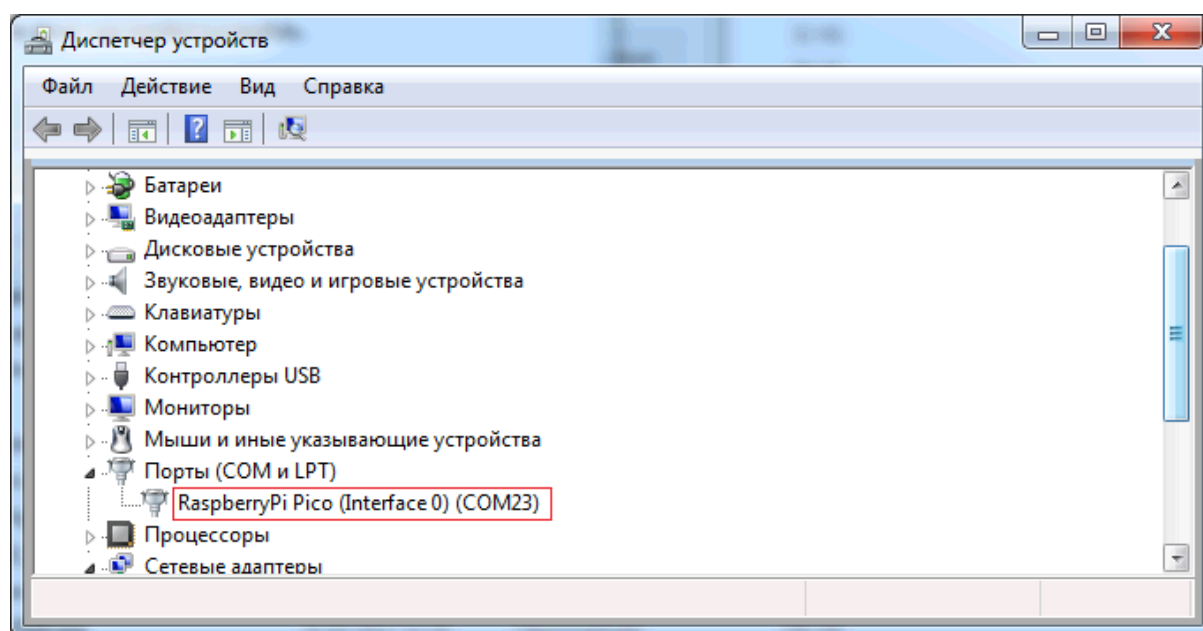 Диспетчер устройств
Файл Действие Вид Справка
Батареи
Видеоадаптеры
Дисковые устройства
Звуковые, видео и игровые устройства
Клавиатуры
Компьютер
Контроллеры USB
Мониторы
Мыши и иные указывающие устройства
Порты (COM и LPT)
RaspberryPi Pico (Interface 0) (COM23)
Процессоры
Сетевые адаптеры